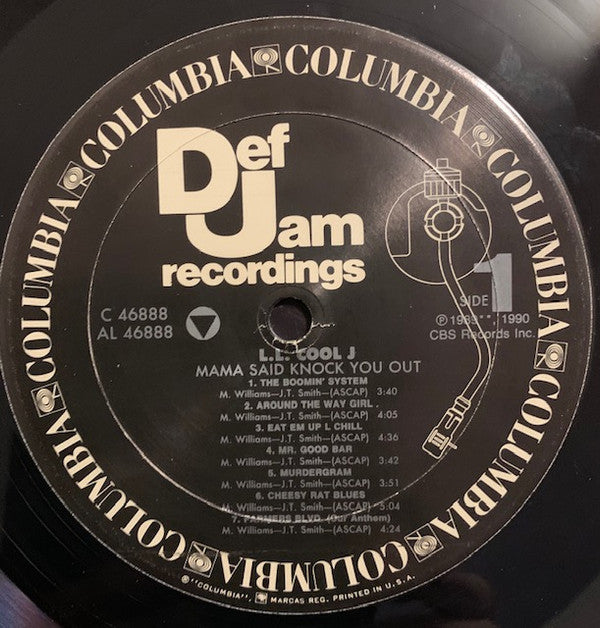 COLUMBIA COLUMBIA COLUMBIA COLUMBIA COLUMBIA COLUMBIA COLUMBIA COLUMBIA
Def
Jam
recordings
C 46888
AL 46888
SIDE 1
Ⓟ 1989**, 1990
CBS Records Inc.
L.L. COOL J
MAMA SAID KNOCK YOU OUT
1. THE BOOMIN' SYSTEM
M. Williams—J.T. Smith—(ASCAP) 3:40
2. AROUND THE WAY GIRL .
M. Williams—J.T. Smith—(ASCAP) 4:05
3. EAT EM UP L CHILL
M. Williams—J.T. Smith—(ASCAP) 4:36
4. MR. GOOD BAR
M. Williams—J.T. Smith—(ASCAP) 3:42
5. MURDERGRAM
M. Williams—J.T. Smith—(ASCAP) 3:51
6. CHEESY RAT BLUES
M. Williams—J.T. Smith—(ASCAP) 5:04
7. FARMERS BLVD. (Our Anthem)
M. Williams—J.T. Smith—(ASCAP) 4:24
®"COLUMBIA", MARCAS REG. PRINTED IN U.S.A.